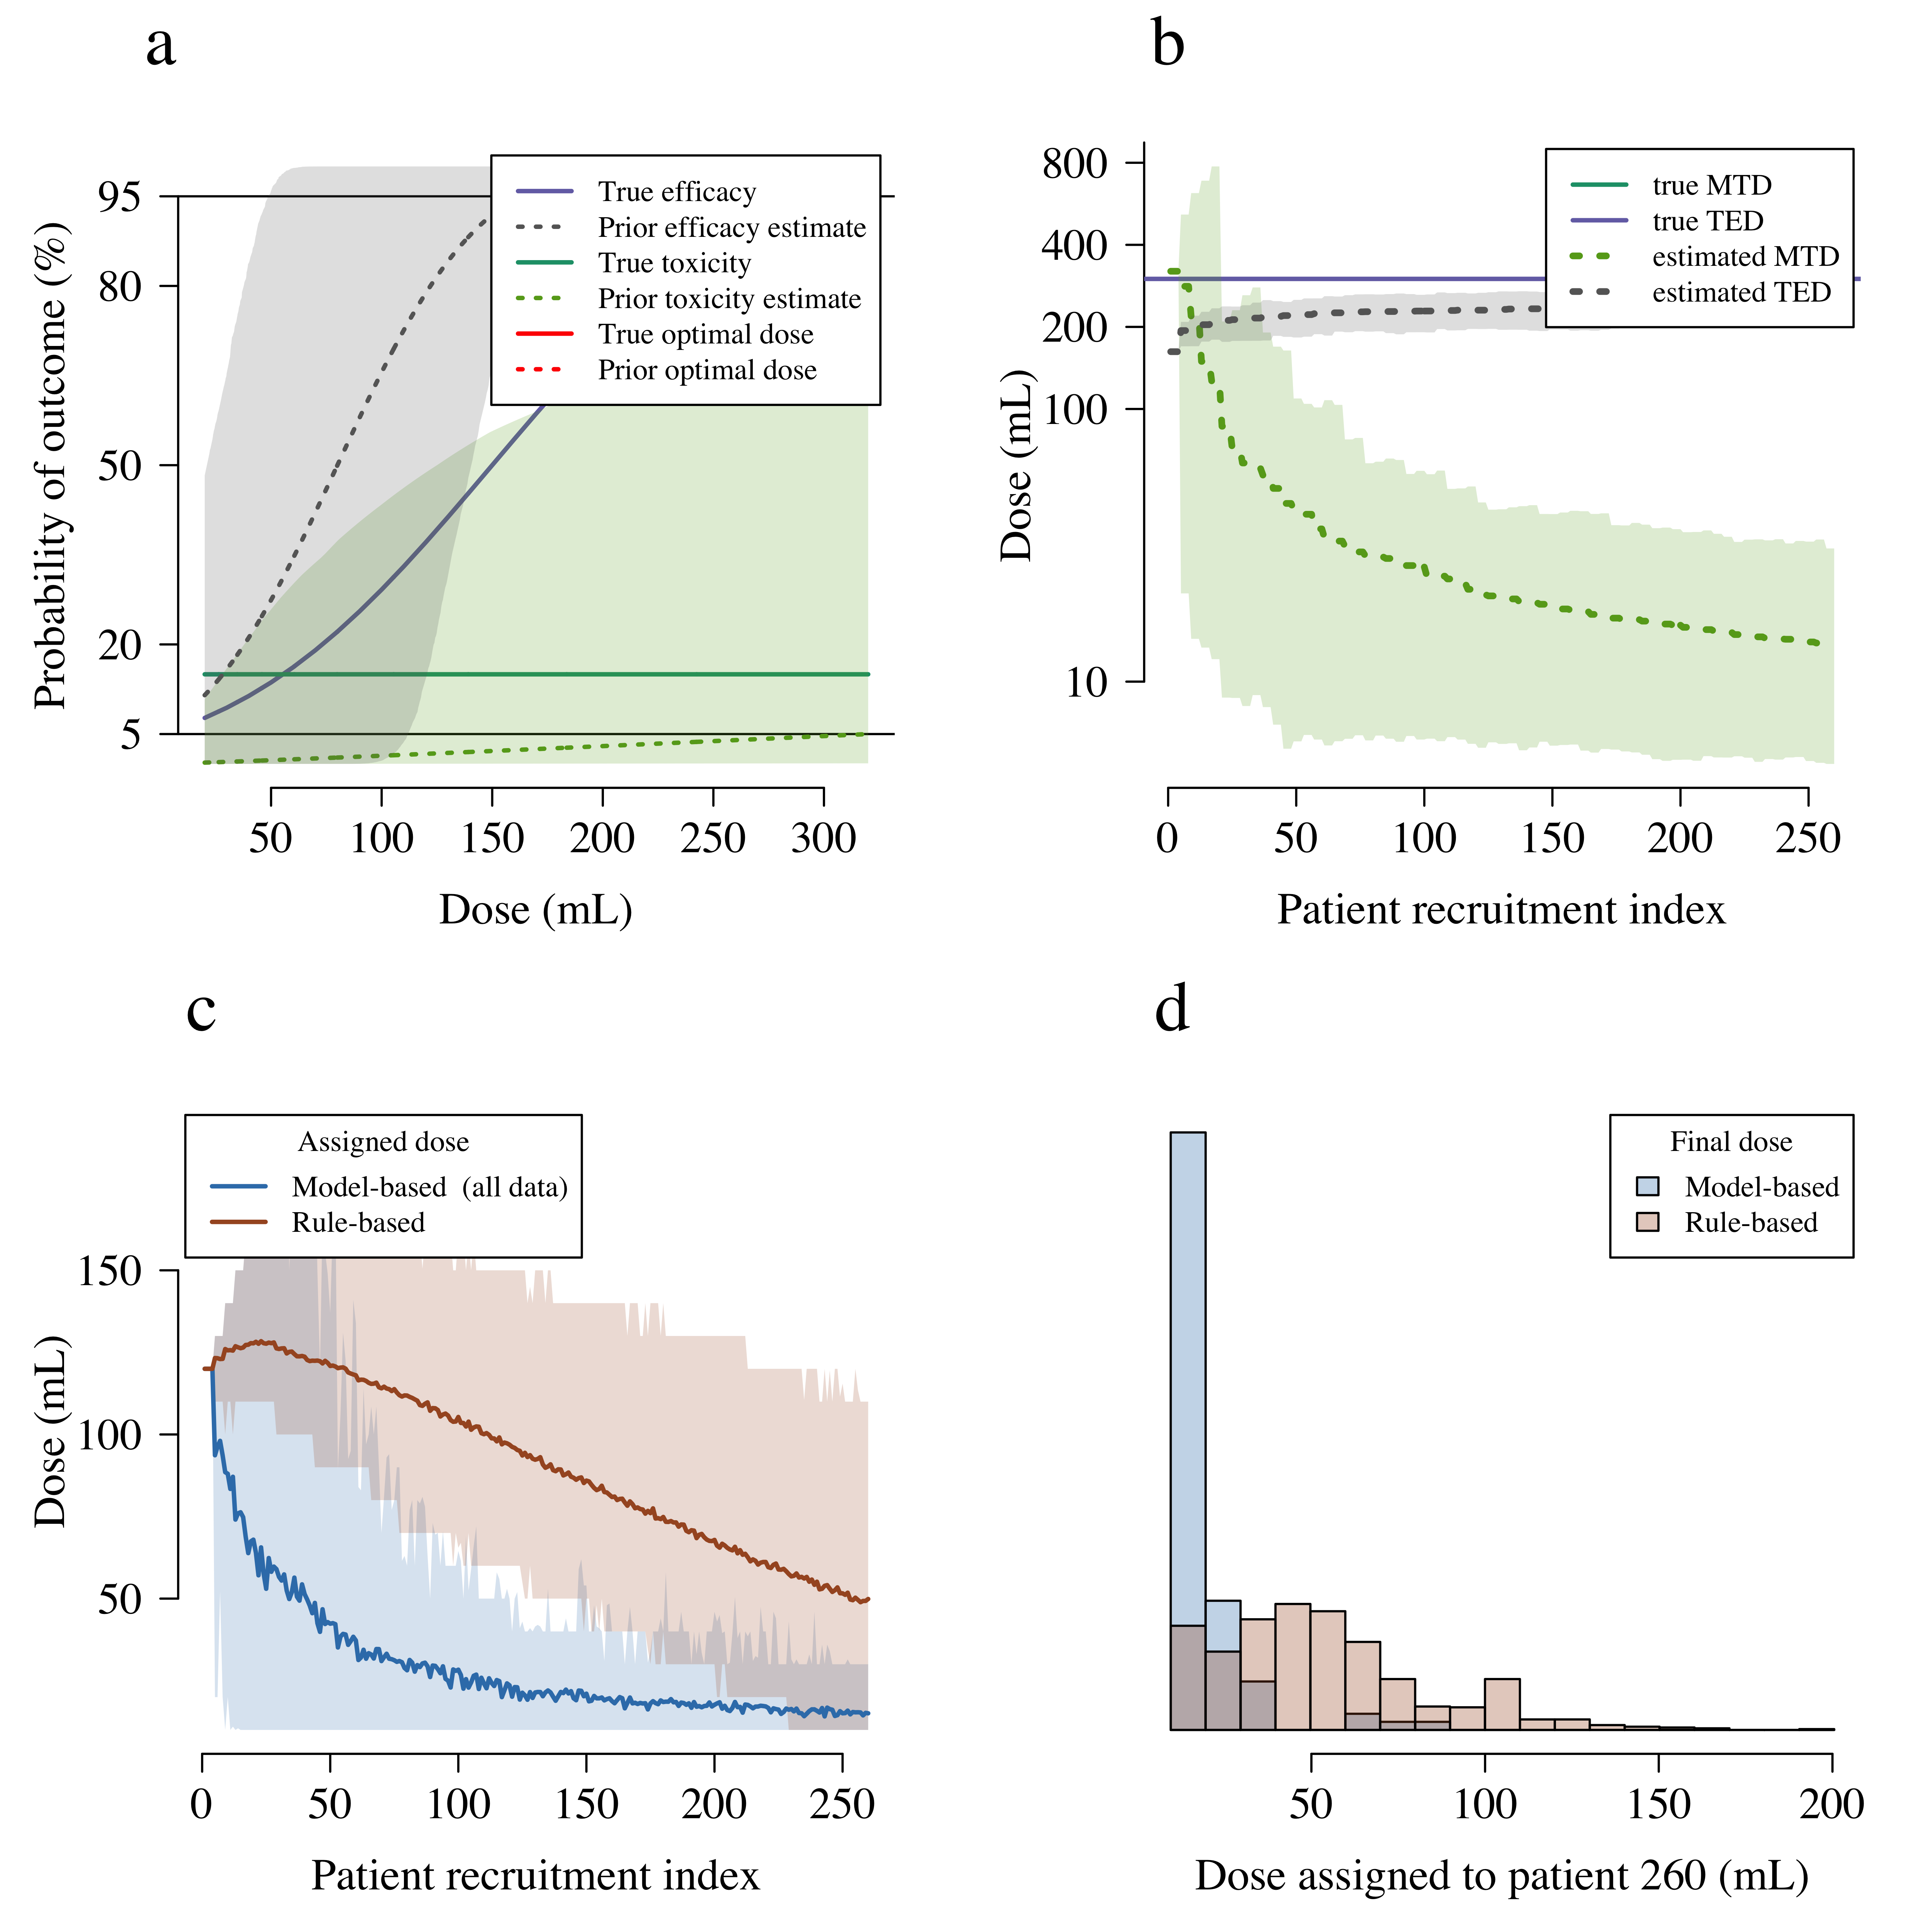 a
Probability of outcome (%)
95
80
50
20
5
True efficacy
Prior efficacy estimate
True toxicity
Prior toxicity estimate
True optimal dose
Prior optimal dose
50 100 150 200 250 300
Dose (mL)
b
Dose (mL)
800
400
200
100
10
true MTD
true TED
estimated MTD
estimated TED
0 50 100 150 200 250
Patient recruitment index
c
Assigned dose
Model-based (all data)
Rule-based
Dose (mL)
150
100
50
0 50 100 150 200 250
Patient recruitment index
d
Final dose
Model-based
Rule-based
50 100 150 200
Dose assigned to patient 260 (mL)